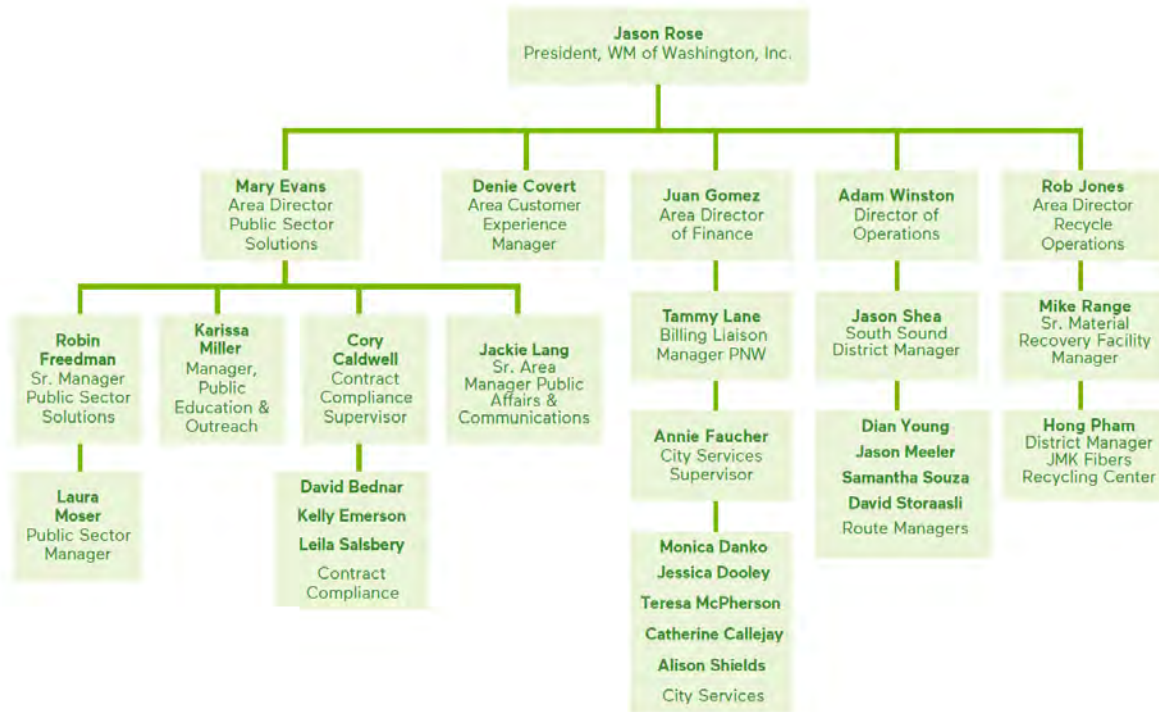 Jason Rose
President, WM of Washington, Inc.
Mary Evans
Area Director
Public Sector
Solutions
Denie Covert
Area Customer
Experience
Manager
Juan Gomez
Area Director
of Finance
Adam Winston
Director of
Operations
Rob Jones
Area Director
Recycle
Operations
Robin
Freedman
Sr. Manager
Public Sector
Solutions
Karissa
Miller
Manager,
Public
Education &
Outreach
Cory
Caldwell
Contract
Compliance
Supervisor
Jackie Lang
Sr. Area
Manager Public
Affairs &
Communications
Tammy Lane
Billing Liaison
Manager PNW
Jason Shea
South Sound
District Manager
Mike Range
Sr. Material
Recovery Facility
Manager
Laura
Moser
Public Sector
Manager
David Bednar
Kelly Emerson
Leila Salsbery
Contract
Compliance
Annie Faucher
City Services
Supervisor
Dian Young
Jason Meeler
Samantha Souza
David Storaasli
Route Managers
Hong Pham
District Manager
JMK Fibers
Recycling Center
Monica Danko
Jessica Dooley
Teresa McPherson
Catherine Callejay
Alison Shields
City Services